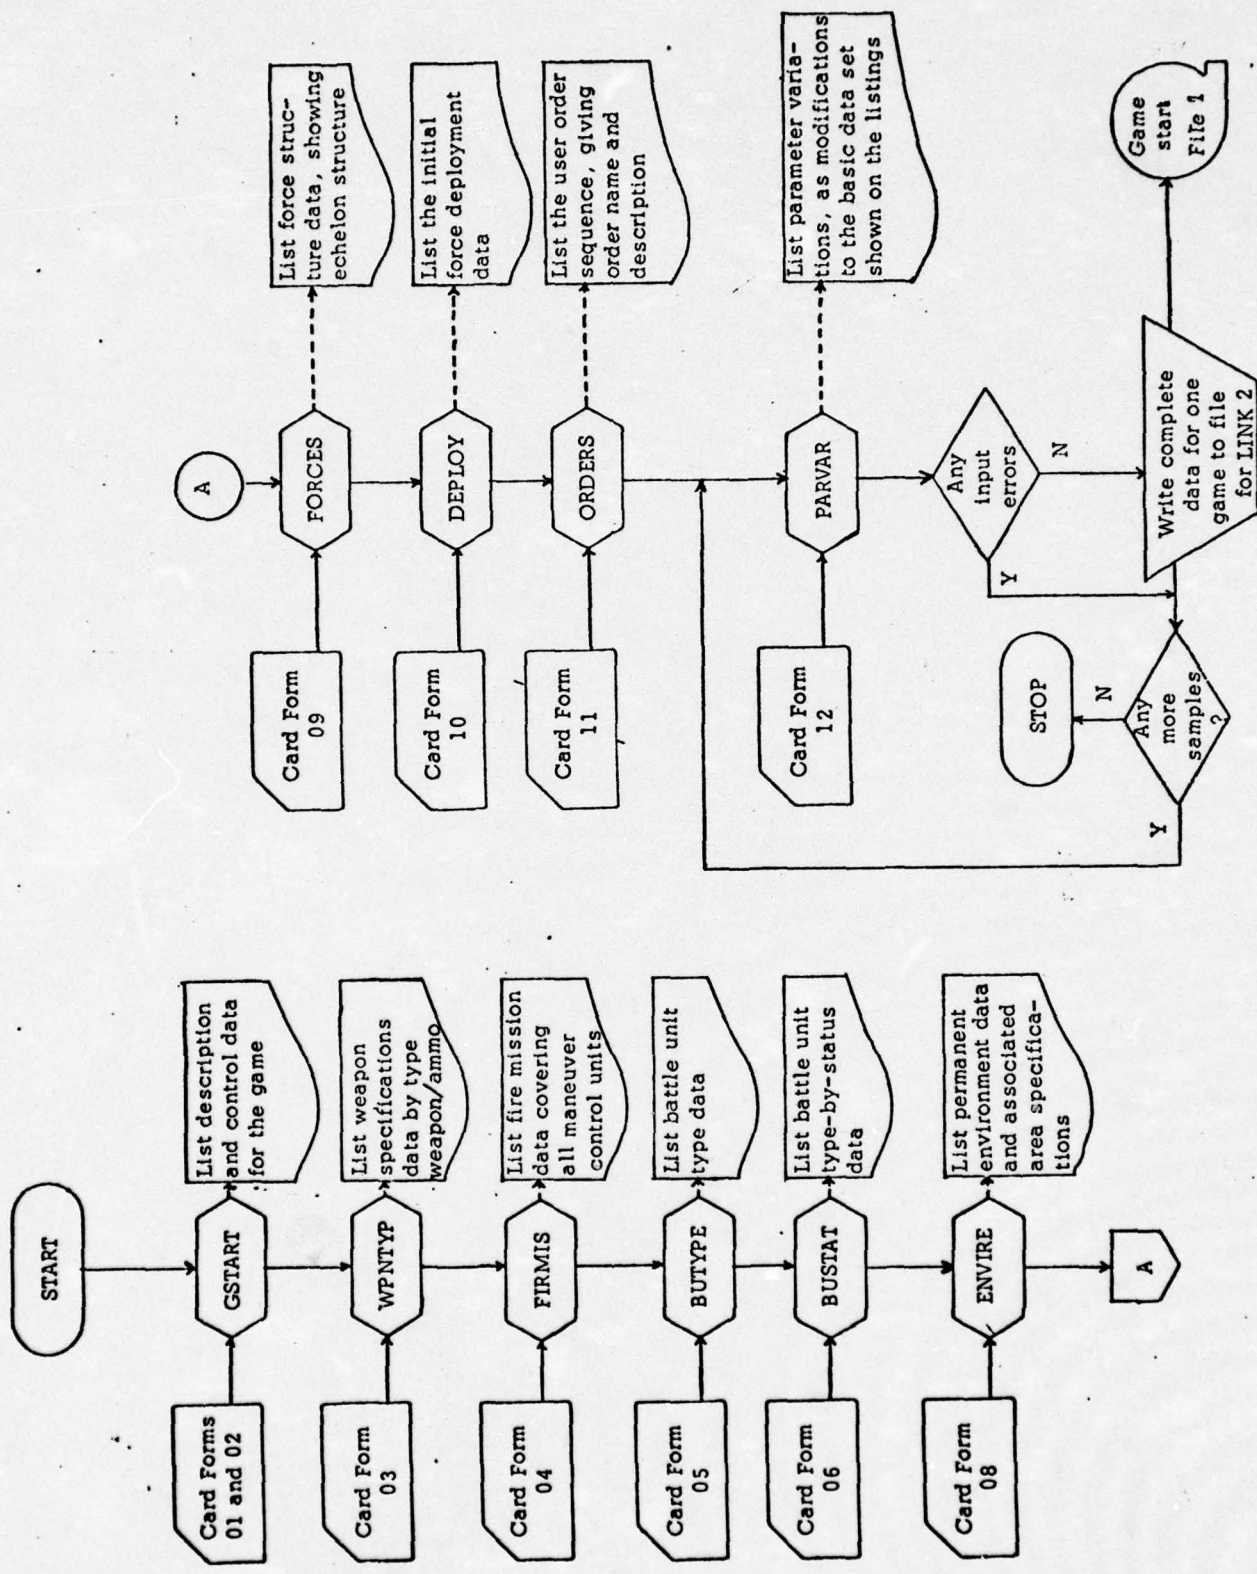 START
Card Forms
01 and 02
GSTART
List description
and control data
for the game
Card Form
03
WPNTYP
List weapon
specifications
data by type
weapon/ammo
Card Form
04
FIRMIS
List fire mission
data covering
all maneuver
control units
Card Form
05
BUTYPE
List battle unit
type data
Card Form
06
BUSTAT
List battle unit
type-by-status
data
Card Form
08
ENVIRE
List permanent
environment data
and associated
area specifica-
tions
A
A
Card Form
09
FORCES
List force struc-
ture data, showing
echelon structure
Card Form
10
DEPLOY
List the initial
force deployment
data
Card Form
11
ORDERS
List the user order
sequence, giving
order name and
description
Card Form
12
PARVAR
List parameter varia-
tions, as modifications
to the basic data set
shown on the listings
Any
input
errors
Y
N
STOP
N
Write complete
data for one
game to file
for LINK 2
Game
start
File 1
Any
more
samples
?
Y